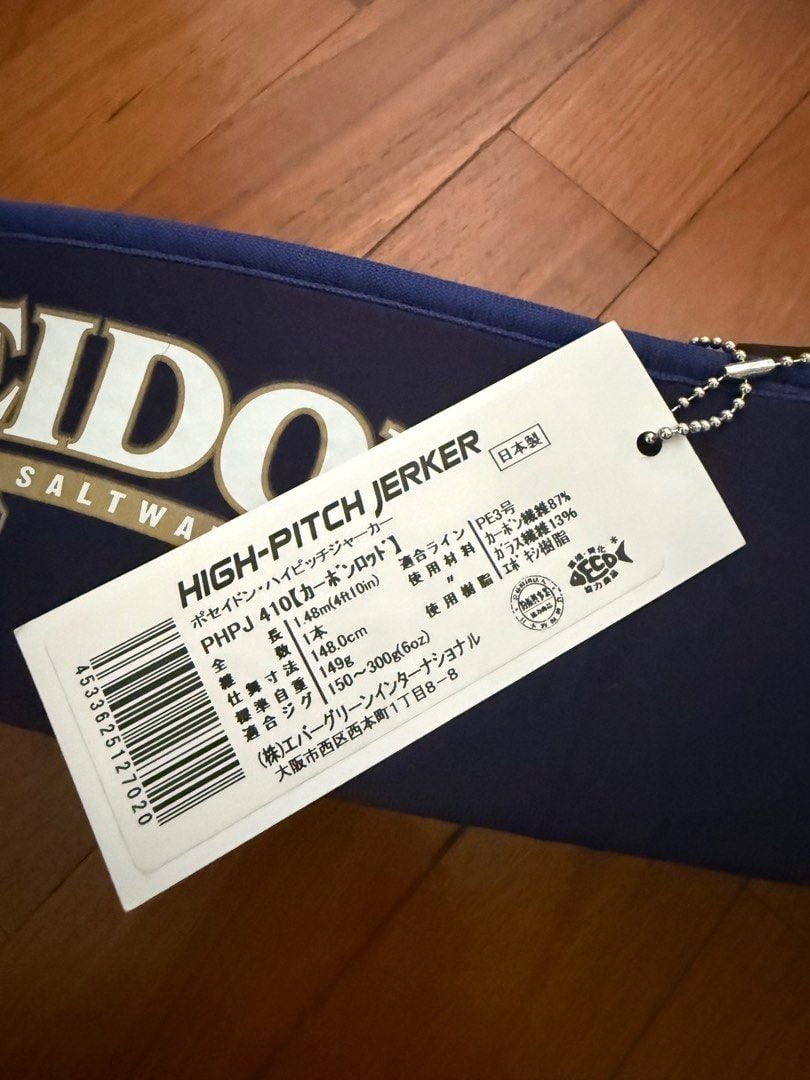 EIDO
SALTWA
HIGH-PITCH JERKER
日本製
ポセイドン・ハイピッチジャーカー
PHPJ 410【カーボンロッド】
全長 1.48m(4ft10in)
継数 1本
仕舞寸法 148.0cm
標準自重 149g
適合ジグ 150～300g(6oz)
適合ライン PE3号
使用材料 カーボン繊維87%
〃 ガラス繊維13%
使用樹脂 エポキシ樹脂
ECO
協力商品
(株)エバーグリーンインターナショナル
大阪市西区西本町1丁目8-8
4533625127020